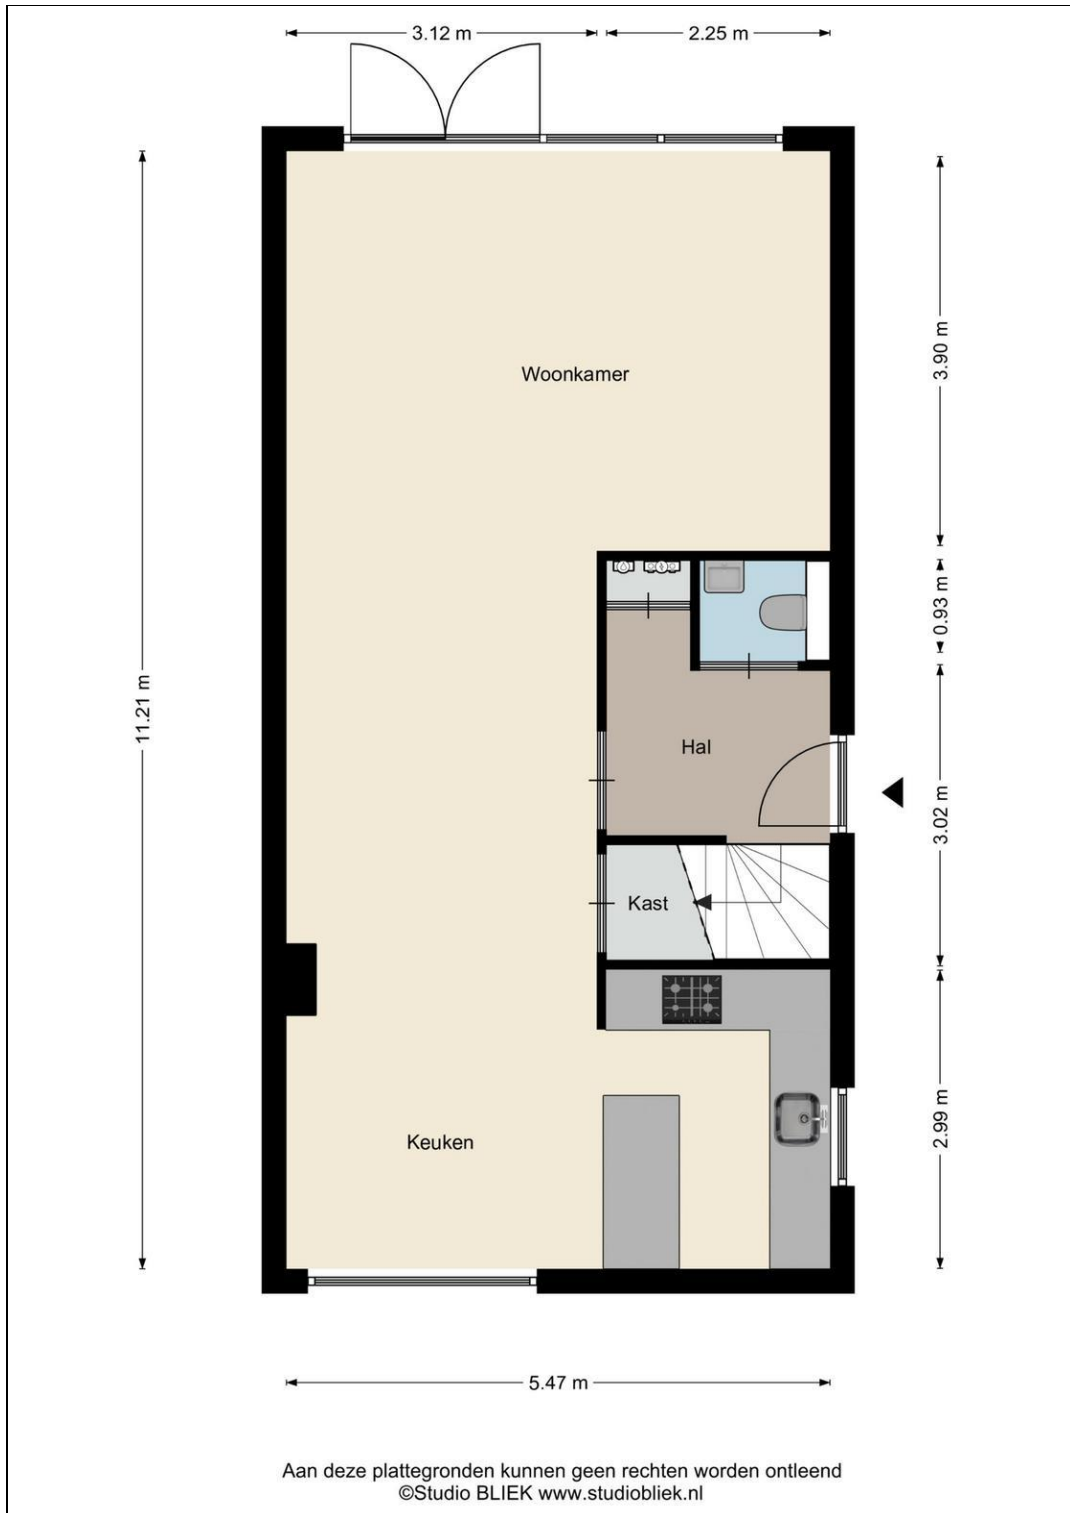 3.12 m
2.25 m
Woonkamer
3.90 m
0.93 m
11.21 m
Hal
3.02 m
Kast
Keuken
2.99 m
5.47 m
Aan deze plattegronden kunnen geen rechten worden ontleend
©Studio BLIEK www.studiobliek.nl